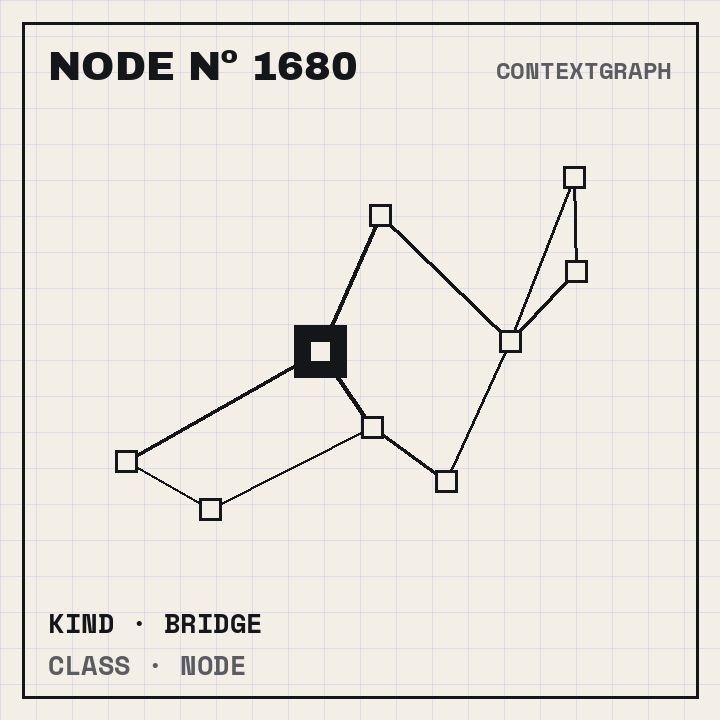 NODE Nº 1680
CONTEXTGRAPH
KIND · BRIDGE
CLASS · NODE